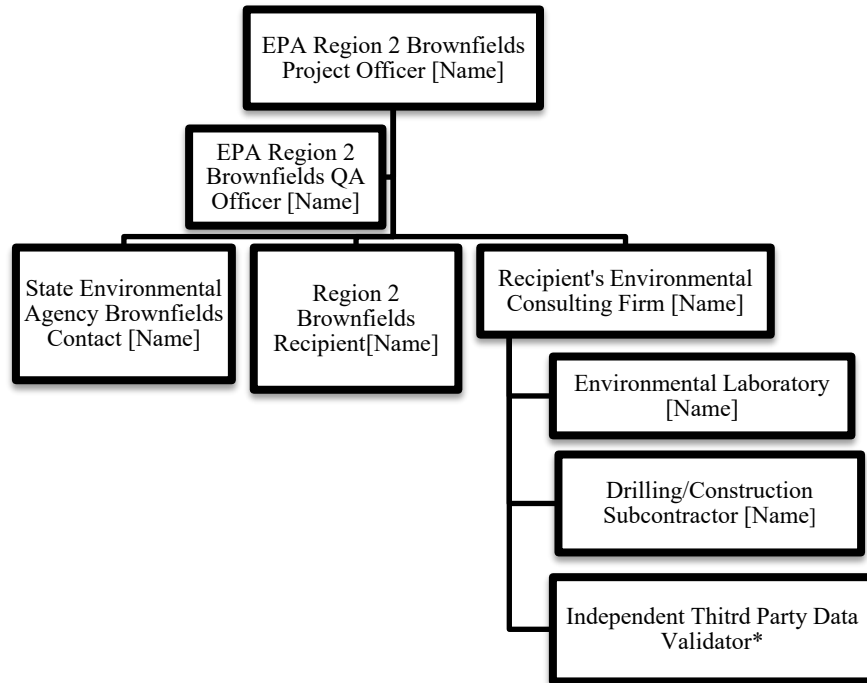 EPA Region 2 Brownfields
Project Officer [Name]
EPA Region 2
Brownfields QA
Officer [Name]
State Environmental
Agency Brownfields
Contact [Name]
Region 2
Brownfields
Recipient[Name]
Recipient's Environmental
Consulting Firm [Name]
Environmental Laboratory
[Name]
Drilling/Construction
Subcontractor [Name]
Independent Thitrd Party Data
Validator*